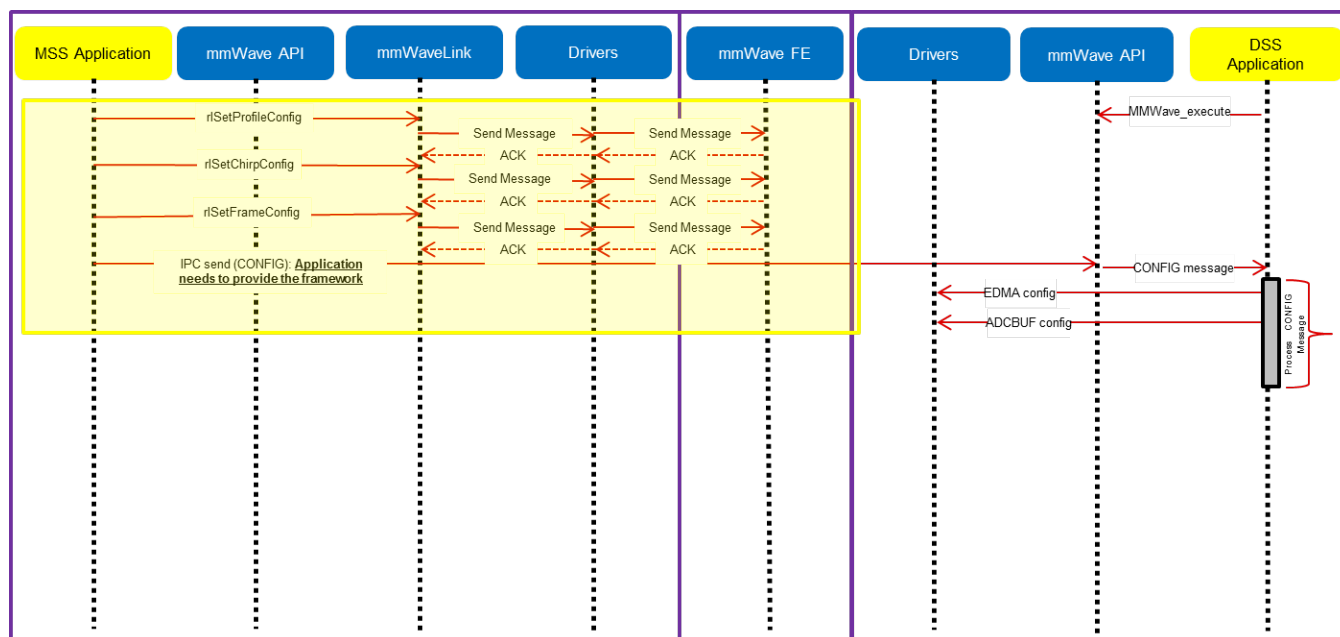 MSS Application
mmWave API
mmWaveLink
Drivers
mmWave FE
Drivers
mmWave API
DSS
Application
rlSetProfileConfig
MMWave_execute
Send Message
Send Message
ACK
ACK
rlSetChirpConfig
Send Message
Send Message
ACK
ACK
rlSetFrameConfig
Send Message
Send Message
ACK
ACK
IPC send (CONFIG): Application
needs to provide the framework
CONFIG message
EDMA config
ADCBUF config
Process CONFIG
Message